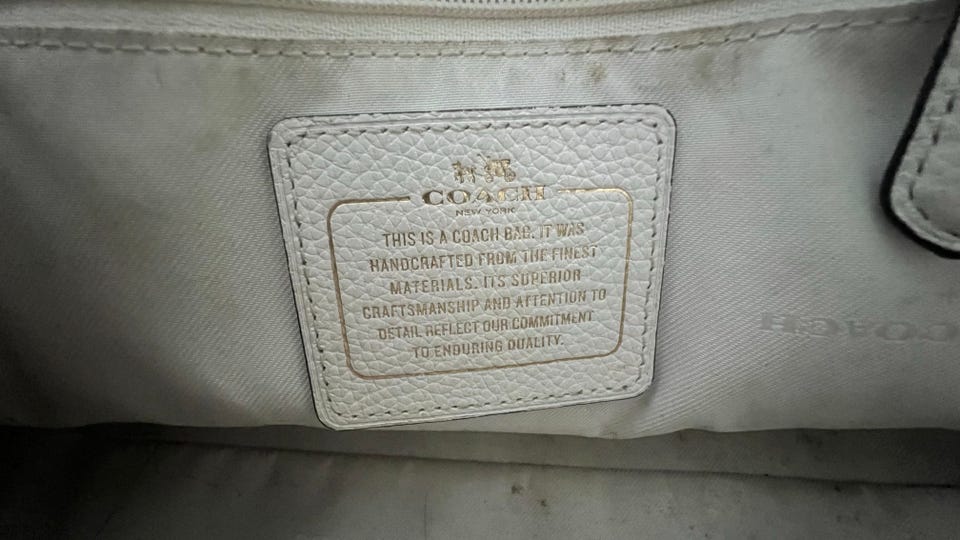 COACH
NEW YORK
THIS IS A COACH BAG. IT WAS
HANDCRAFTED FROM THE FINEST
MATERIALS. ITS SUPERIOR
CRAFTSMANSHIP AND ATTENTION TO
DETAIL REFLECT OUR COMMITMENT
TO ENDURING QUALITY.
COACH